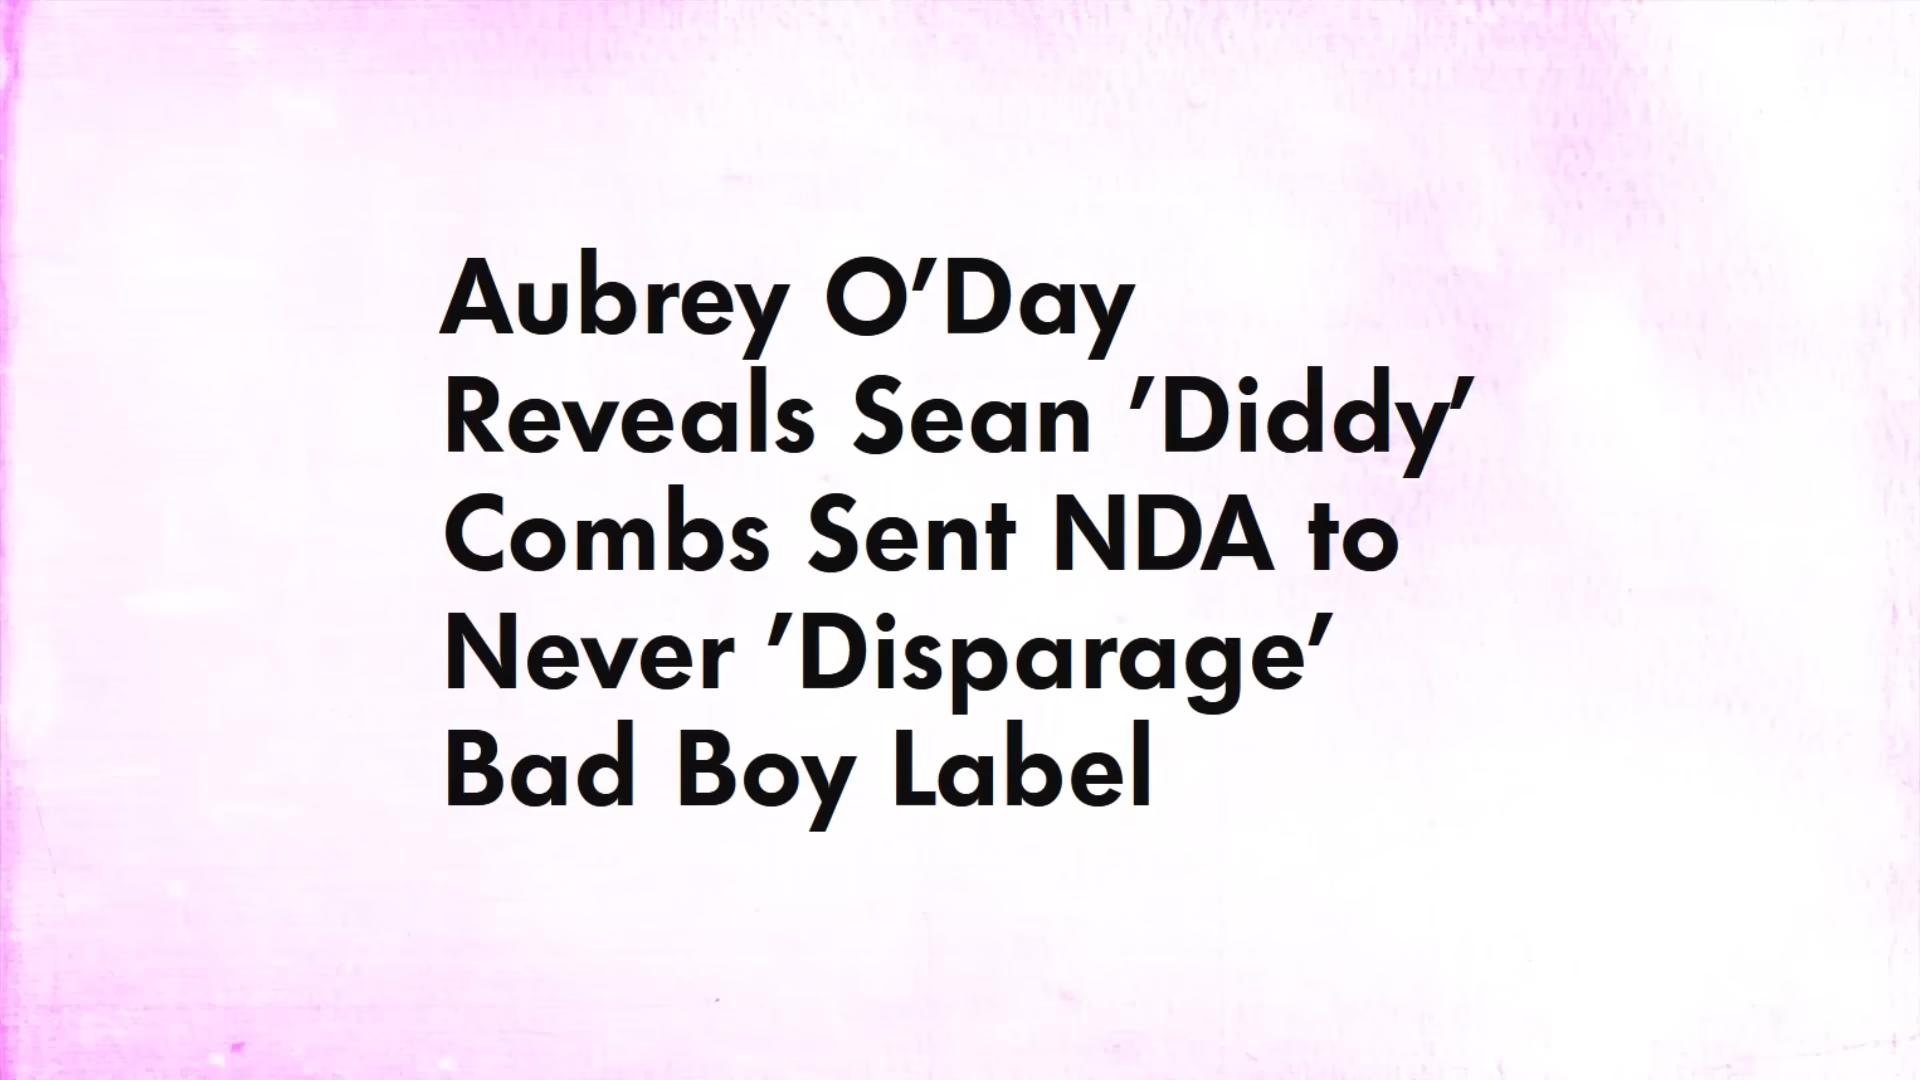 Aubrey O’Day
Reveals Sean ’Diddy’
Combs Sent NDA to
Never ’Disparage’
Bad Boy Label